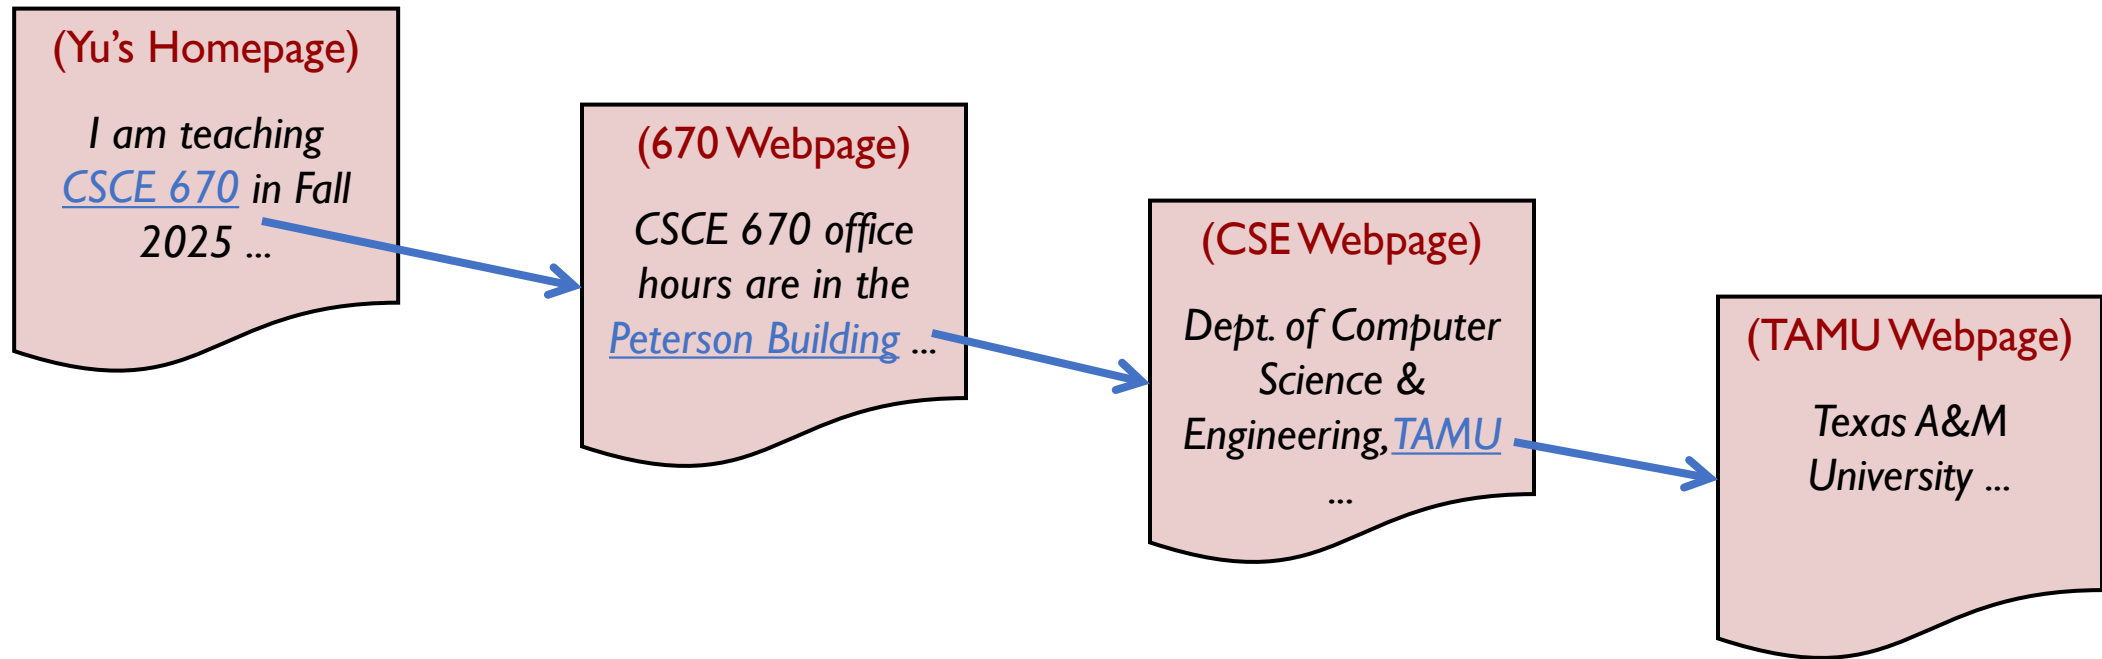 (Yu's Homepage)
I am teaching
CSCE 670 in Fall
2025 ...
(670 Webpage)
CSCE 670 office
hours are in the
Peterson Building ...
(CSE Webpage)
Dept. of Computer
Science &
Engineering, TAMU
...
(TAMU Webpage)
Texas A&M
University ...